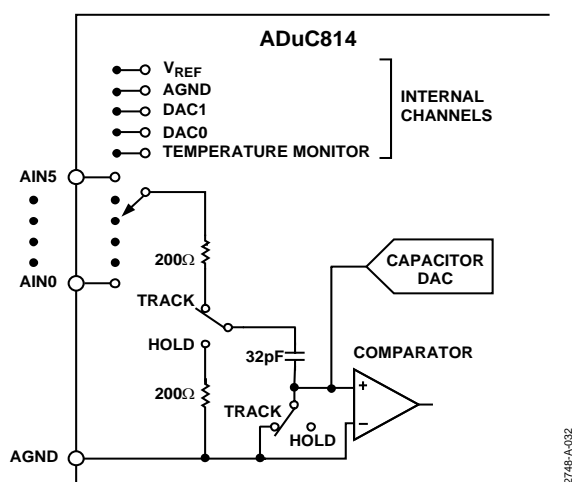 ADuC814
VREF
AGND
DAC1
DAC0
TEMPERATURE MONITOR
INTERNAL
CHANNELS
AIN5
AIN0
200Ω
TRACK
HOLD
200Ω
32pF
TRACK
HOLD
CAPACITOR
DAC
COMPARATOR
+
−
AGND
2748-A-032